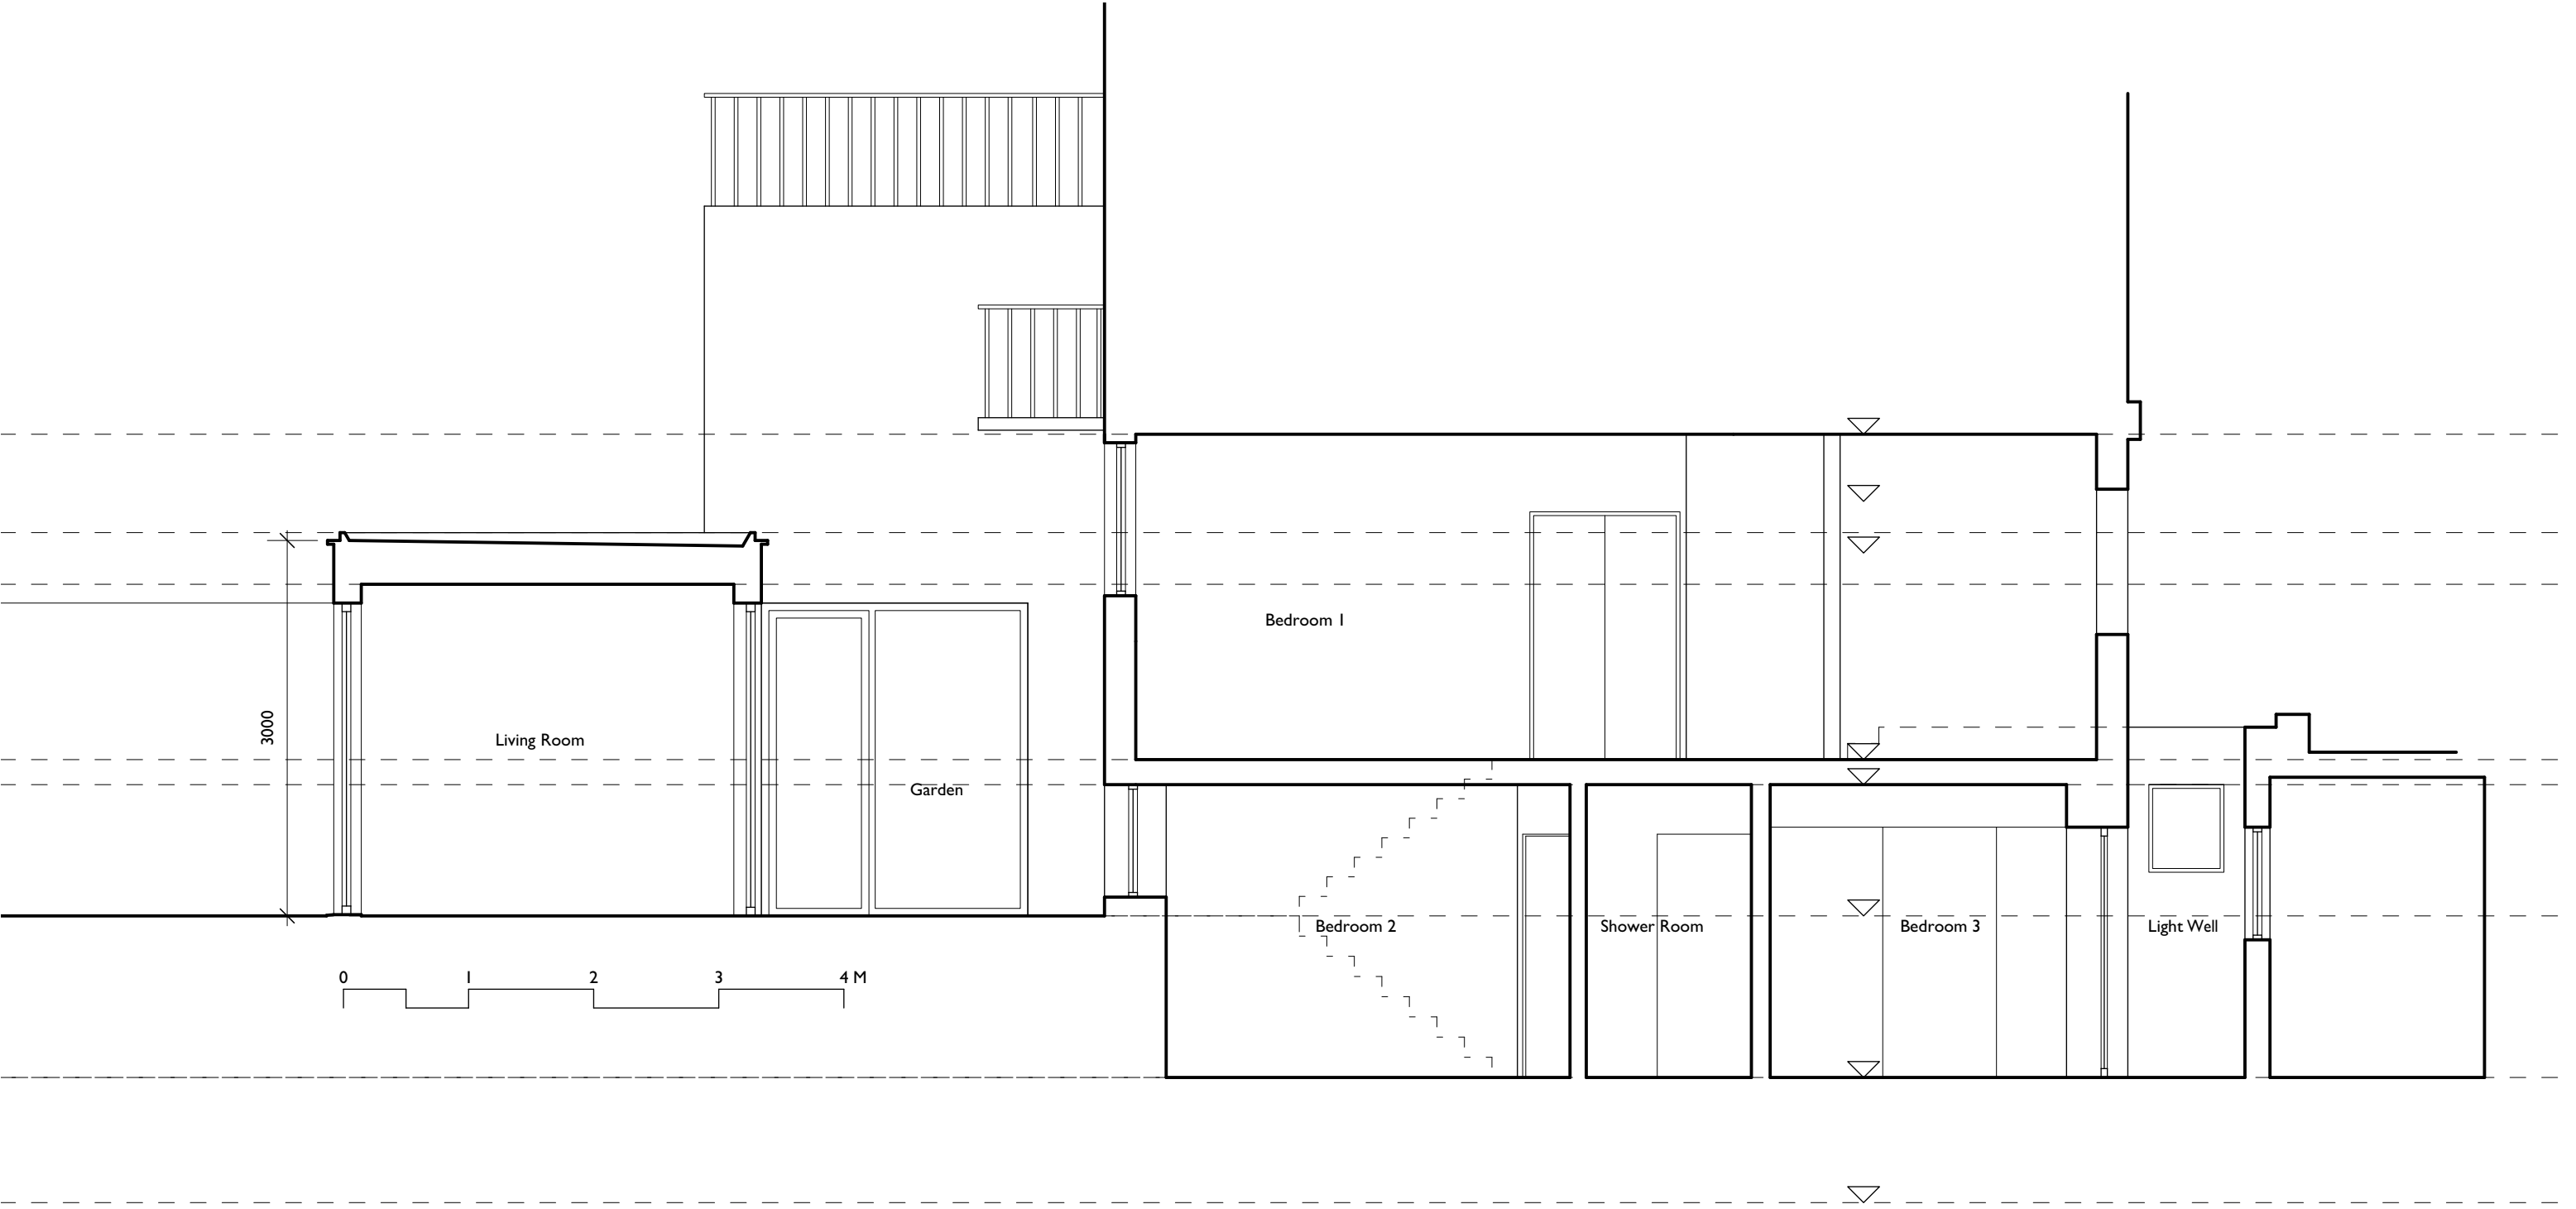 Bedroom 1
3000
Living Room
Garden
Bedroom 2
Shower Room
Bedroom 3
Light Well
0 1 2 3 4 M